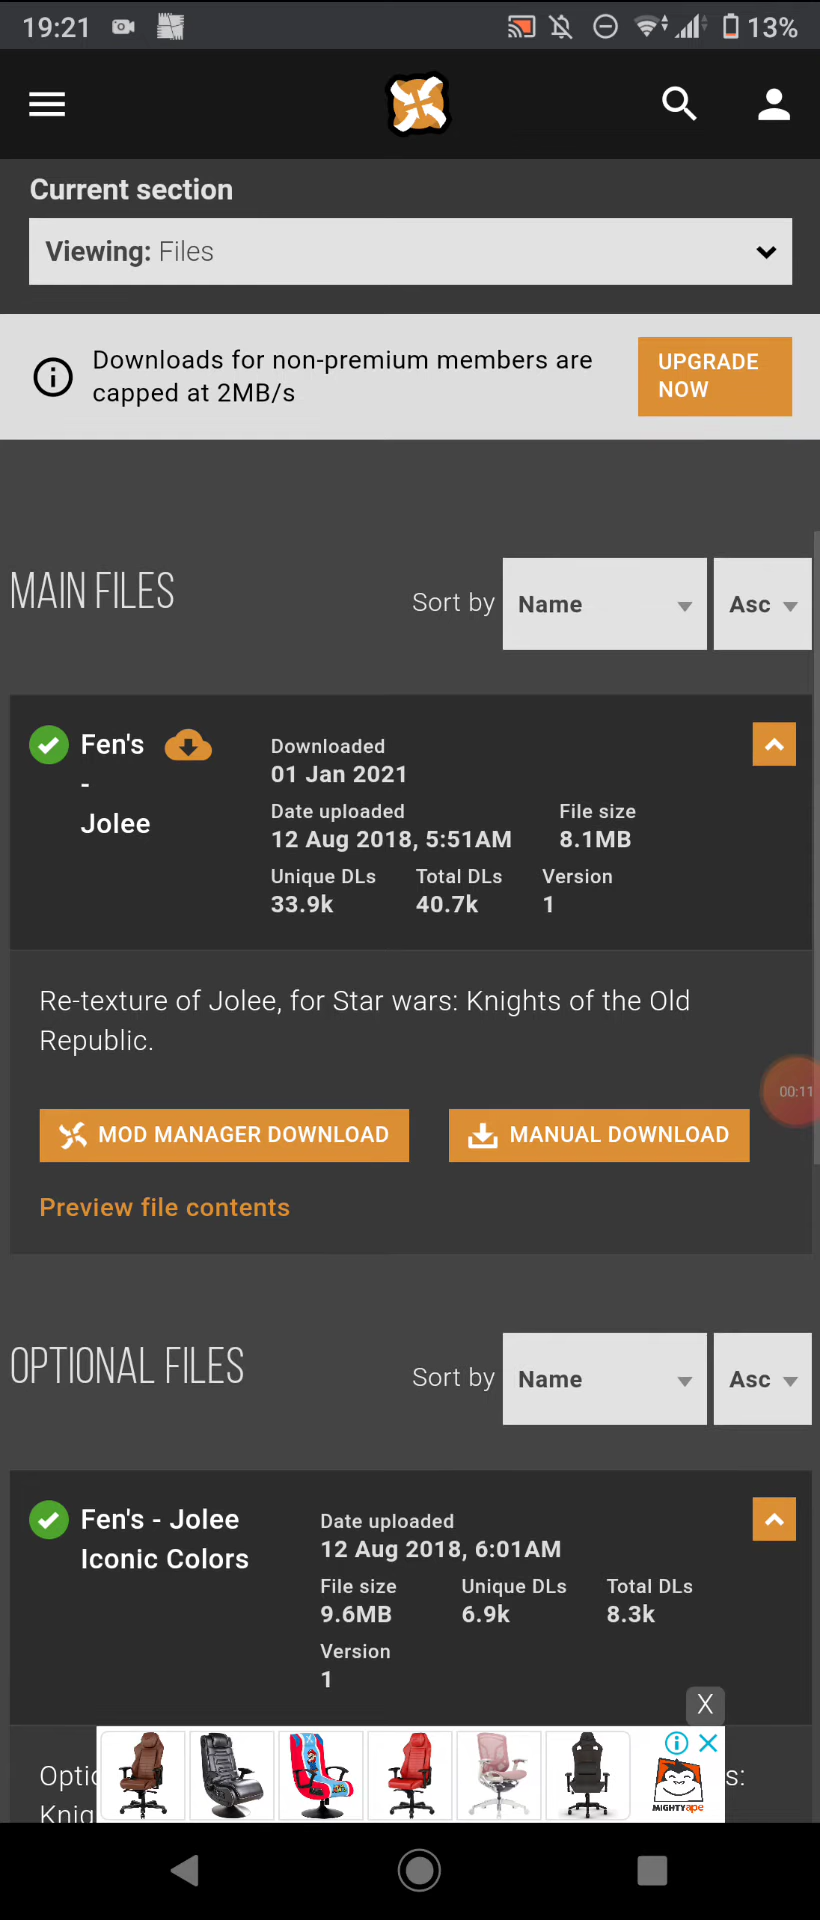 19:21
13%
Current section
Viewing: Files
Downloads for non-premium members are
capped at 2MB/s
UPGRADE
NOW
MAIN FILES
Sort by
Name
Asc
Fen's
-
Jolee
Downloaded
01 Jan 2021
Date uploaded
File size
12 Aug 2018, 5:51AM
8.1MB
Unique DLs
Total DLs
Version
33.9k
40.7k
1
Re-texture of Jolee, for Star wars: Knights of the Old
Republic.
00:11
MOD MANAGER DOWNLOAD
MANUAL DOWNLOAD
Preview file contents
OPTIONAL FILES
Sort by
Name
Asc
Fen's - Jolee
Iconic Colors
Date uploaded
12 Aug 2018, 6:01AM
File size
Unique DLs
Total DLs
9.6MB
6.9k
8.3k
Version
1
X
s:
MIGHTYape